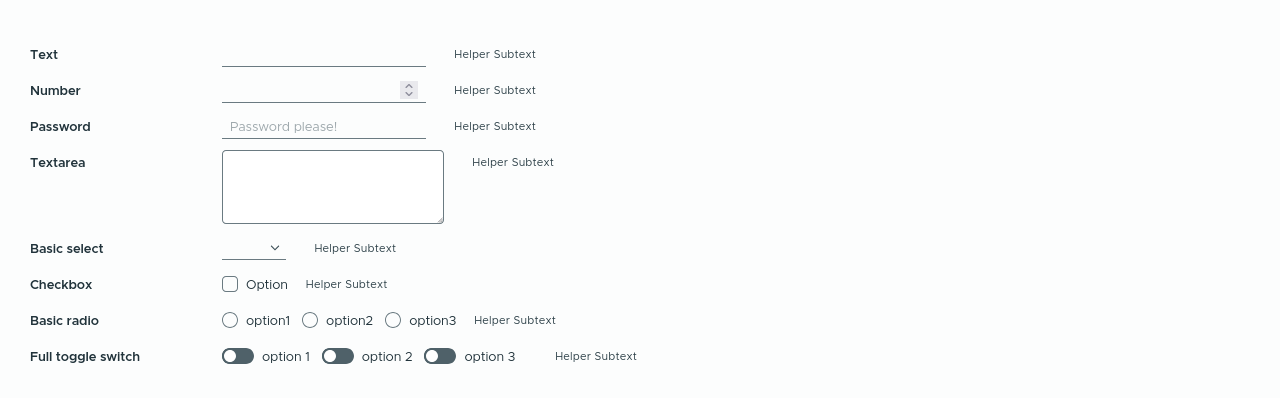 Text Helper Subtext
Number Helper Subtext
Password Password please! Helper Subtext
Textarea Helper Subtext
Basic select Helper Subtext
Checkbox Option Helper Subtext
Basic radio option1 option2 option3 Helper Subtext
Full toggle switch option 1 option 2 option 3 Helper Subtext